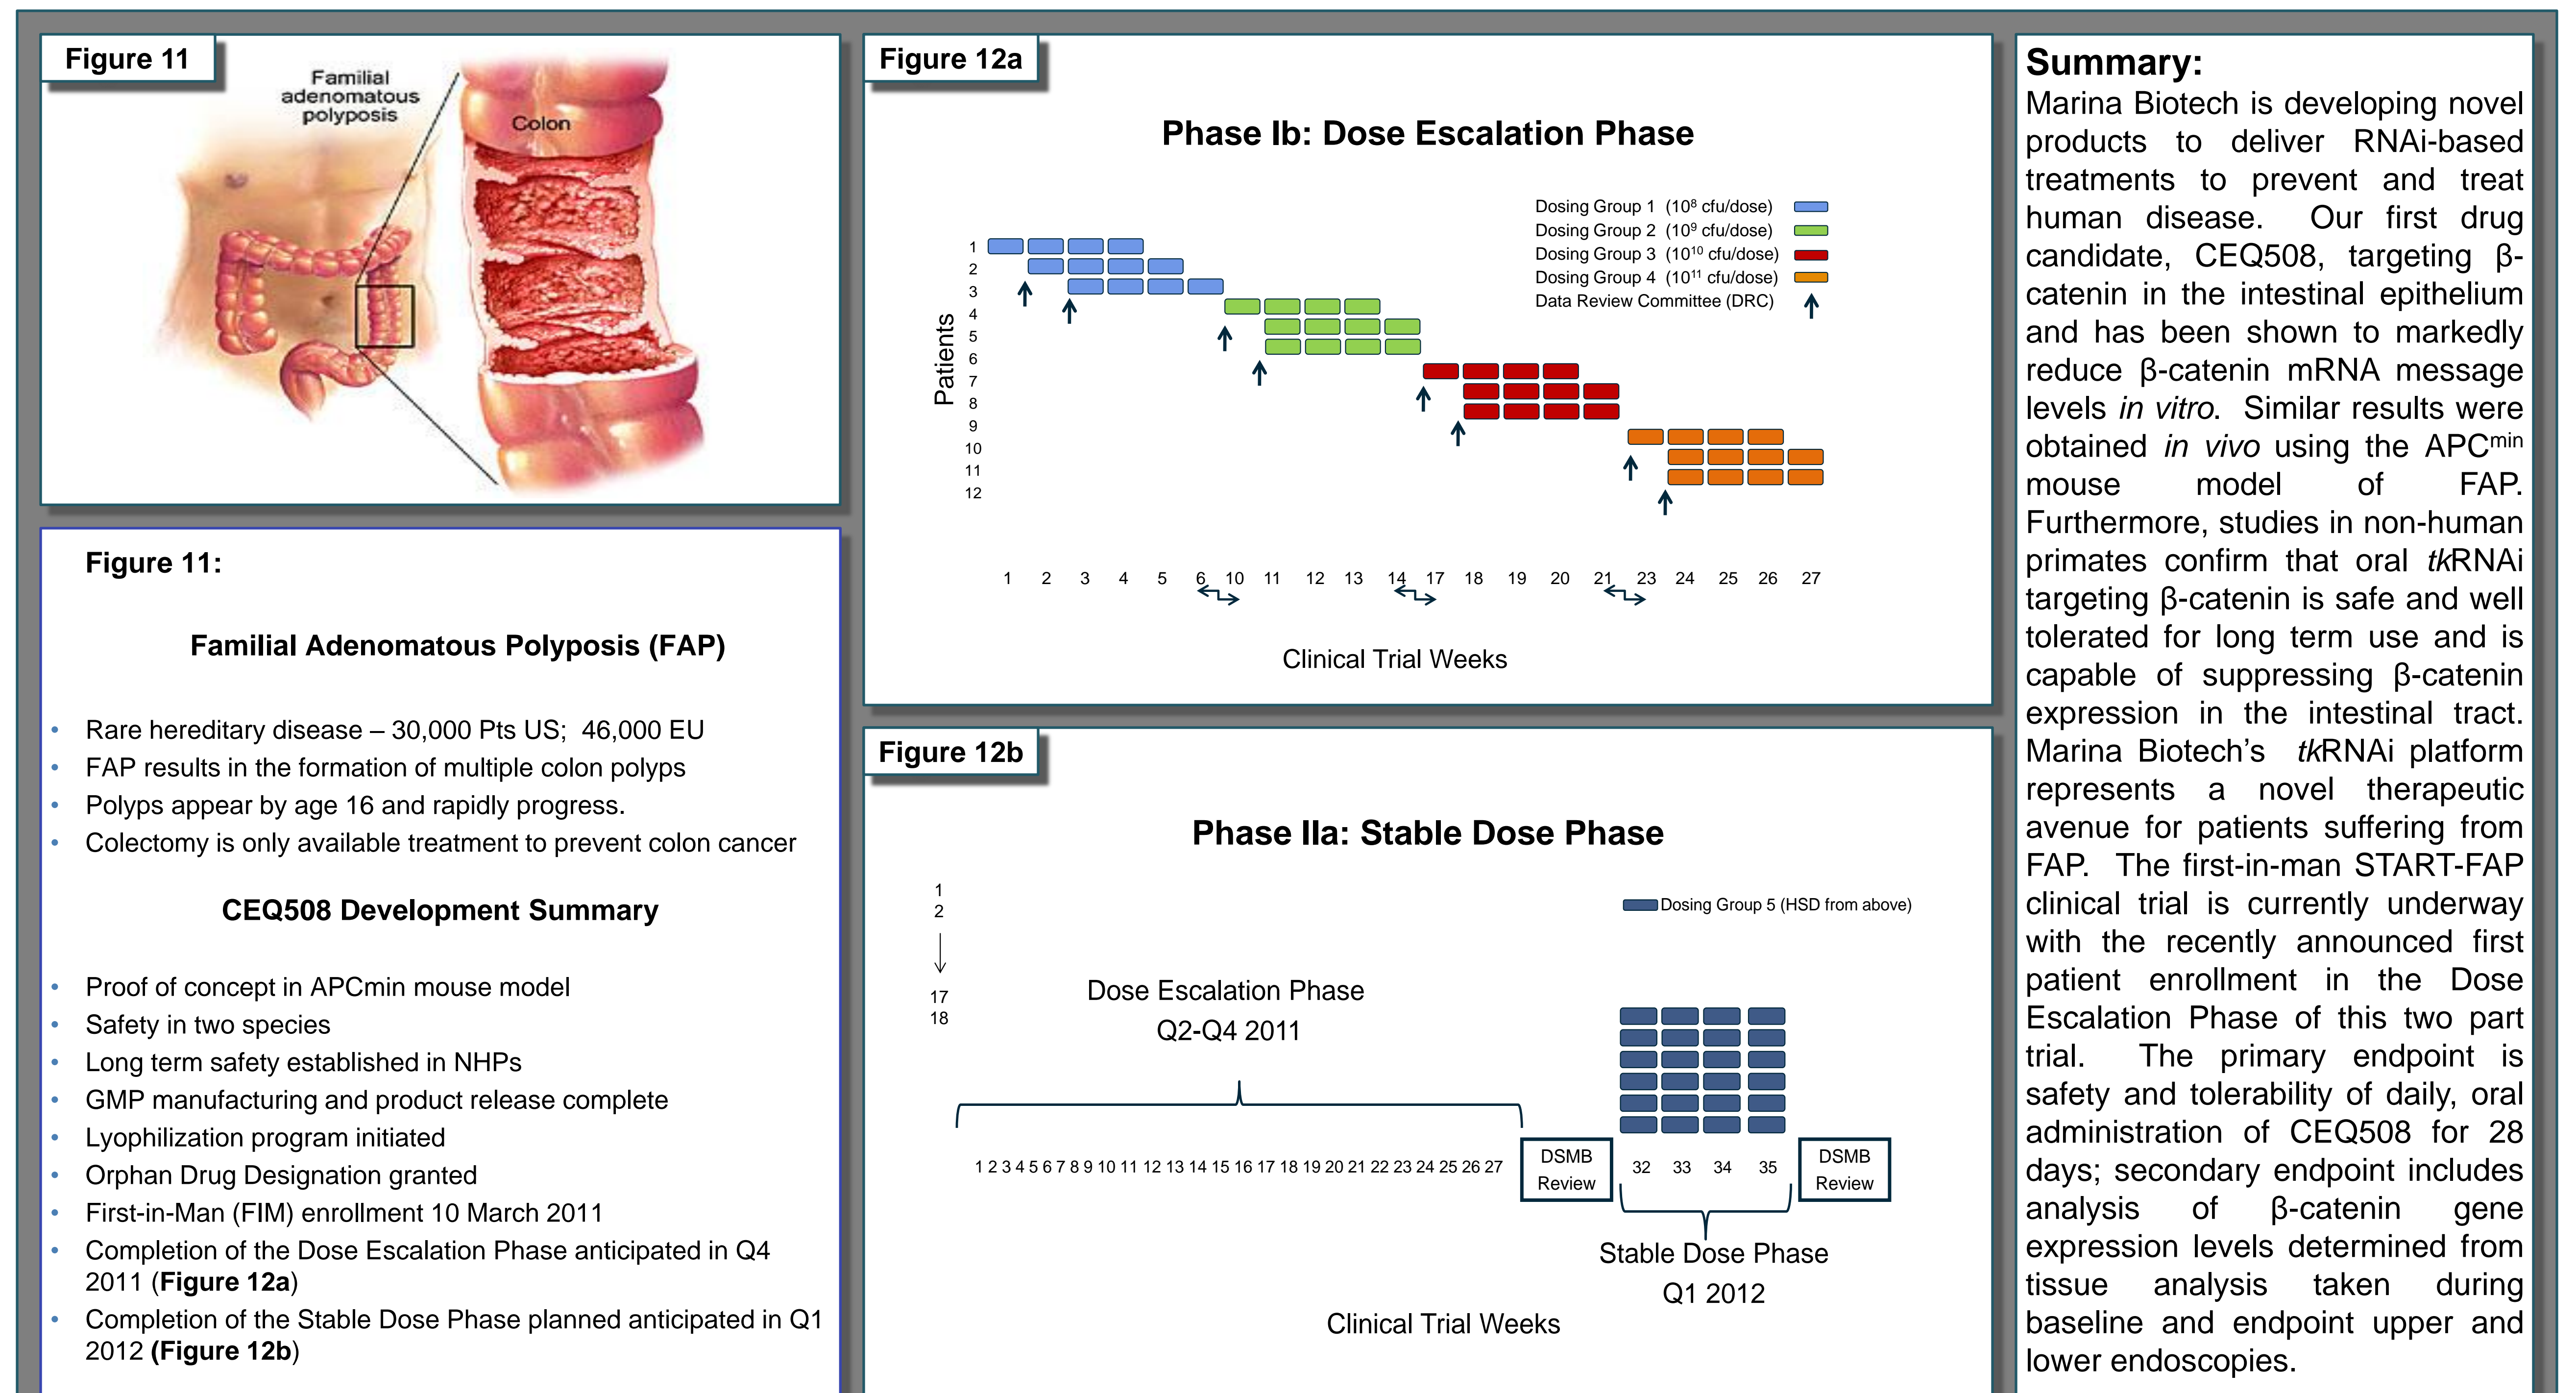 Figure 11
Familial
adenomatous
polyposis
Colon
Figure 11:
Familial Adenomatous Polyposis (FAP)
• Rare hereditary disease – 30,000 Pts US;  46,000 EU
• FAP results in the formation of multiple colon polyps
• Polyps appear by age 16 and rapidly progress.
• Colectomy is only available treatment to prevent colon cancer
CEQ508 Development Summary
• Proof of concept in APCmin mouse model
• Safety in two species
• Long term safety established in NHPs
• GMP manufacturing and product release complete
• Lyophilization program initiated
• Orphan Drug Designation granted
• First-in-Man (FIM) enrollment 10 March 2011
• Completion of the Dose Escalation Phase anticipated in Q4
2011 (Figure 12a)
• Completion of the Stable Dose Phase planned anticipated in Q1
2012 (Figure 12b)
Figure 12a
Phase Ib: Dose Escalation Phase
Dosing Group 1 (10⁸ cfu/dose)
Dosing Group 2 (10⁹ cfu/dose)
Dosing Group 3 (10¹⁰ cfu/dose)
Dosing Group 4 (10¹¹ cfu/dose)
Data Review Committee (DRC)
Patients
1
2
3
4
5
6
7
8
9
10
11
12
1 2 3 4 5 6 10 11 12 13 14 17 18 19 20 21 23 24 25 26 27
Clinical Trial Weeks
Figure 12b
Phase IIa: Stable Dose Phase
1
2
17
18
Dosing Group 5 (HSD from above)
Dose Escalation Phase
Q2-Q4 2011
1 2 3 4 5 6 7 8 9 10 11 12 13 14 15 16 17 18 19 20 21 22 23 24 25 26 27
DSMB
Review
32 33 34 35
DSMB
Review
Stable Dose Phase
Q1 2012
Clinical Trial Weeks
Summary:
Marina Biotech is developing novel
products to deliver RNAi-based
treatments to prevent and treat
human disease. Our first drug
candidate, CEQ508, targeting β-
catenin in the intestinal epithelium
and has been shown to markedly
reduce β-catenin mRNA message
levels in vitro. Similar results were
obtained in vivo using the APCᵐⁱⁿ
mouse model of FAP.
Furthermore, studies in non-human
primates confirm that oral tkRNAi
targeting β-catenin is safe and well
tolerated for long term use and is
capable of suppressing β-catenin
expression in the intestinal tract.
Marina Biotech's tkRNAi platform
represents a novel therapeutic
avenue for patients suffering from
FAP. The first-in-man START-FAP
clinical trial is currently underway
with the recently announced first
patient enrollment in the Dose
Escalation Phase of this two part
trial. The primary endpoint is
safety and tolerability of daily, oral
administration of CEQ508 for 28
days; secondary endpoint includes
analysis of β-catenin gene
expression levels determined from
tissue analysis taken during
baseline and endpoint upper and
lower endoscopies.